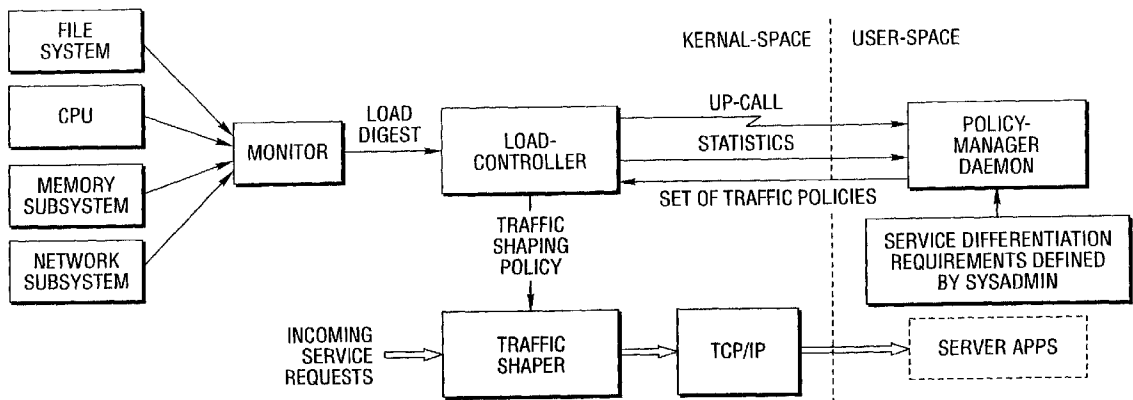 FILE
SYSTEM
CPU
MEMORY
SUBSYSTEM
NETWORK
SUBSYSTEM
MONITOR
LOAD
DIGEST
LOAD-
CONTROLLER
KERNAL-SPACE
USER-SPACE
UP-CALL
STATISTICS
SET OF TRAFFIC POLICIES
POLICY-
MANAGER
DAEMON
SERVICE DIFFERENTIATION
REQUIREMENTS DEFINED
BY SYSADMIN
TRAFFIC
SHAPING
POLICY
INCOMING
SERVICE
REQUESTS
TRAFFIC
SHAPER
TCP/IP
SERVER APPS